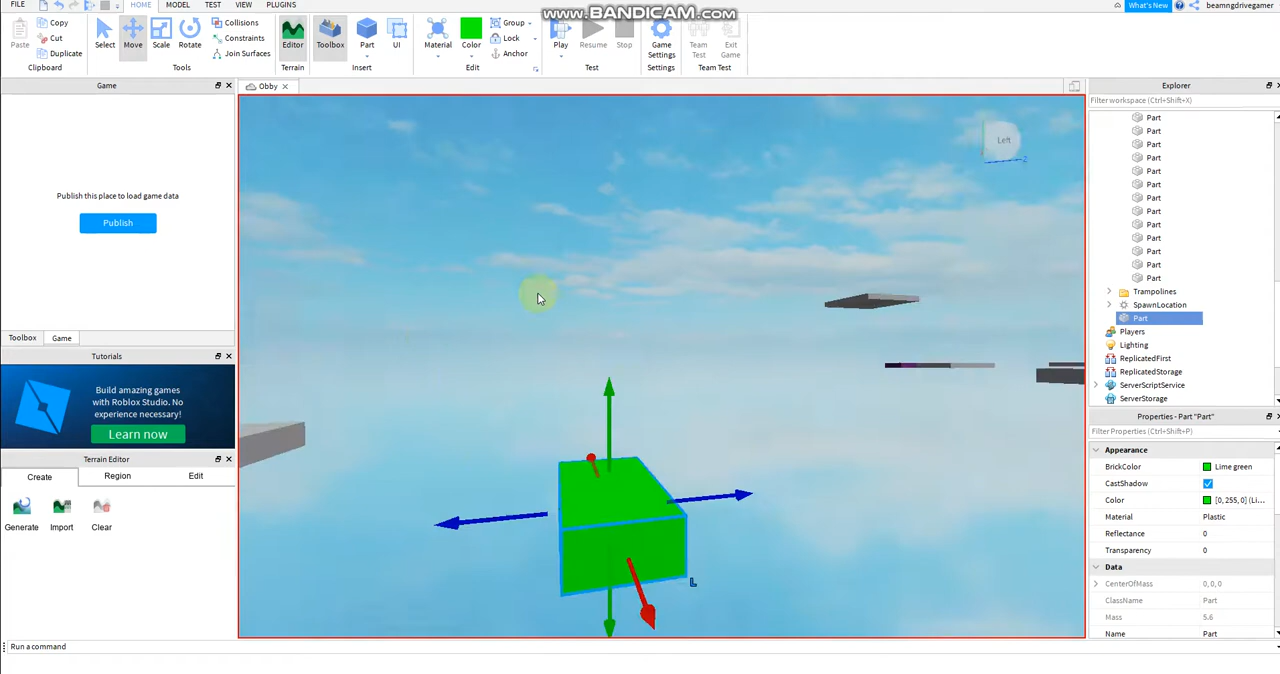 www.BANDICAM.com
FILE HOME MODEL TEST VIEW PLUGINS
What's New beamngdrivegamer
Paste Copy Cut Duplicate
Clipboard
Select Move Scale Rotate
Collisions
Constraints
Join Surfaces
Tools
Editor
Terrain
Toolbox Part UI
Insert
Material Color
Group
Lock
Anchor
Edit
Play Resume Stop
Test
Game Settings
Settings
Team Test
Exit Game
Team Test
Game
Publish this place to load game data
Publish
Toolbox Game
Tutorials
Build amazing games
with Roblox Studio. No
experience necessary!
Learn now
Terrain Editor
Create Region Edit
Generate Import Clear
Obby
Left
Z
L
Explorer
Filter workspace (Ctrl+Shift+X)
Part
Part
Part
Part
Part
Part
Part
Part
Part
Part
Part
Part
Part
Trampolines
SpawnLocation
Part
Players
Lighting
ReplicatedFirst
ReplicatedStorage
ServerScriptService
ServerStorage
Properties - Part "Part"
Filter Properties (Ctrl+Shift+P)
Appearance
BrickColor Lime green
CastShadow
Color [0, 255, 0] (Li...
Material Plastic
Reflectance 0
Transparency 0
Data
CenterOfMass 0, 0, 0
ClassName Part
Mass 5.6
Name Part
Run a command